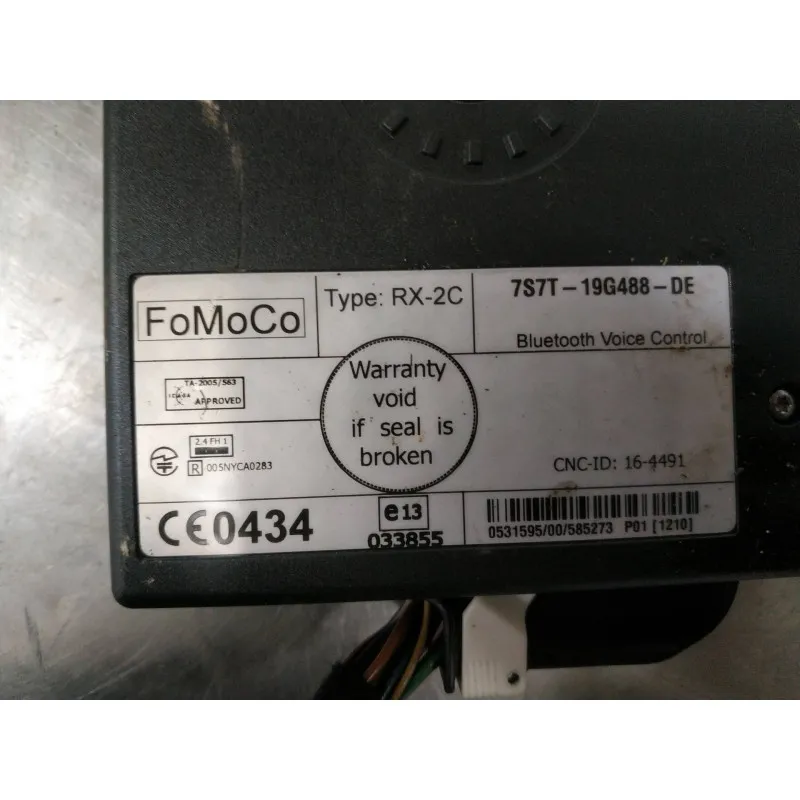 FoMoCo
Type: RX-2C
7S7T-19G488-DE
Bluetooth Voice Control
TA-2005/563
APPROVED
Warranty
void
if seal is
broken
2.4 FH 1
R 005NYCA0283
CNC-ID: 16-4491
CE0434
e13
033855
0531595/00/585273 P01 [1210]